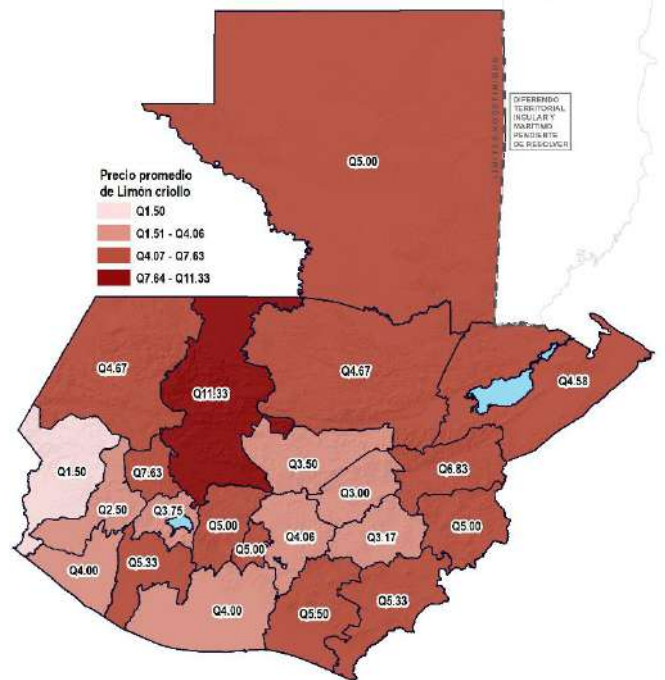 DIFERENDO
TERRITORIAL
INSULAR Y
MARÍTIMO
PENDIENTE
DE RESOLVER
Q5.00
Precio promedio
de Limón criollo
Q1.50
Q1.51 - Q4.06
Q4.07 - Q7.63
Q7.64 - Q11.33
Q4.67
Q11.33
Q4.67
Q4.58
Q1.50
Q7.63
Q3.50
Q6.83
Q3.00
Q2.50
Q3.75
Q5.00
Q5.00
Q4.06
Q3.17
Q5.00
Q4.00
Q5.33
Q4.00
Q5.50
Q5.33